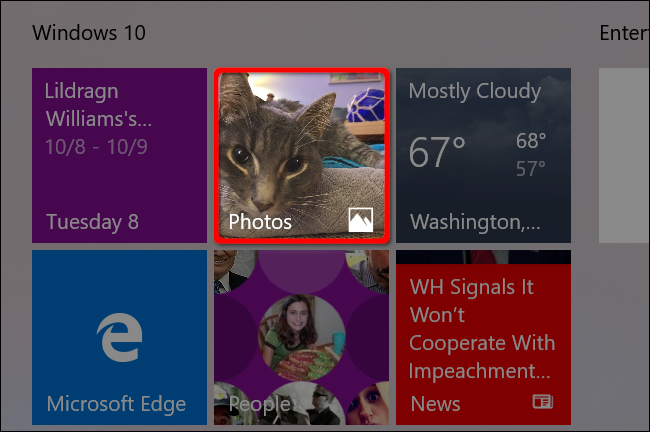 Windows 10
Enter
Lildragn
Williams's...
10/8 - 10/9
Tuesday 8
Photos
Mostly Cloudy
67°
68°
57°
Washington,...
Microsoft Edge
People
WH Signals It
Won't
Cooperate With
Impeachment...
News